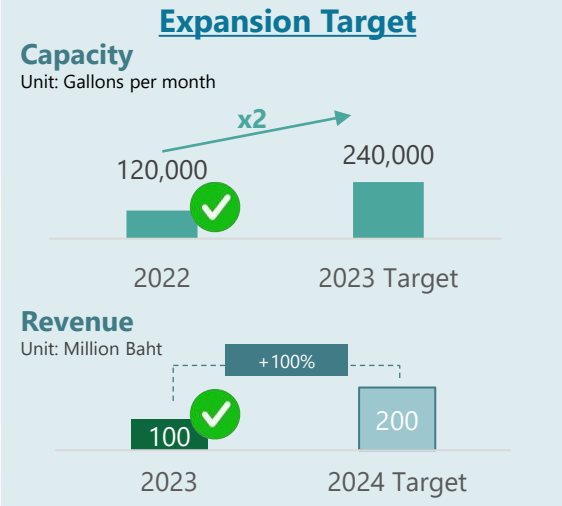 Expansion Target
Capacity
Unit: Gallons per month
x2
120,000
240,000
2022
2023 Target
Revenue
Unit: Million Baht
+100%
100
200
2023
2024 Target